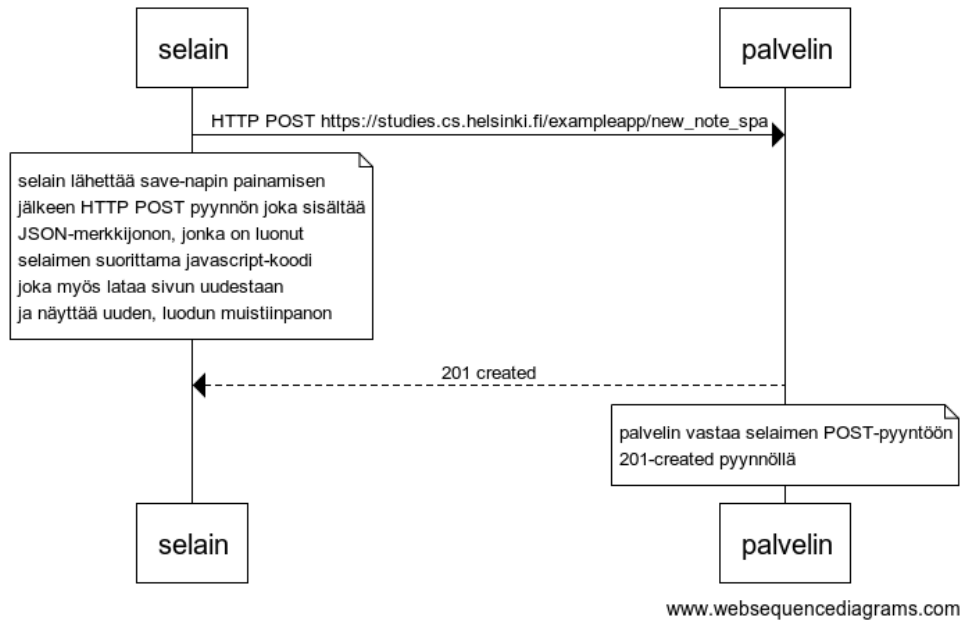 selain
palvelin
HTTP POST https://studies.cs.helsinki.fi/exampleapp/new_note_spa
selain lähettää save-napin painamisen
jälkeen HTTP POST pyynnön joka sisältää
JSON-merkkijonon, jonka on luonut
selaimen suorittama javascript-koodi
joka myös lataa sivun uudestaan
ja näyttää uuden, luodun muistiinpanon
201 created
palvelin vastaa selaimen POST-pyyntöön
201-created pyynnöllä
selain
palvelin
www.websequencediagrams.com